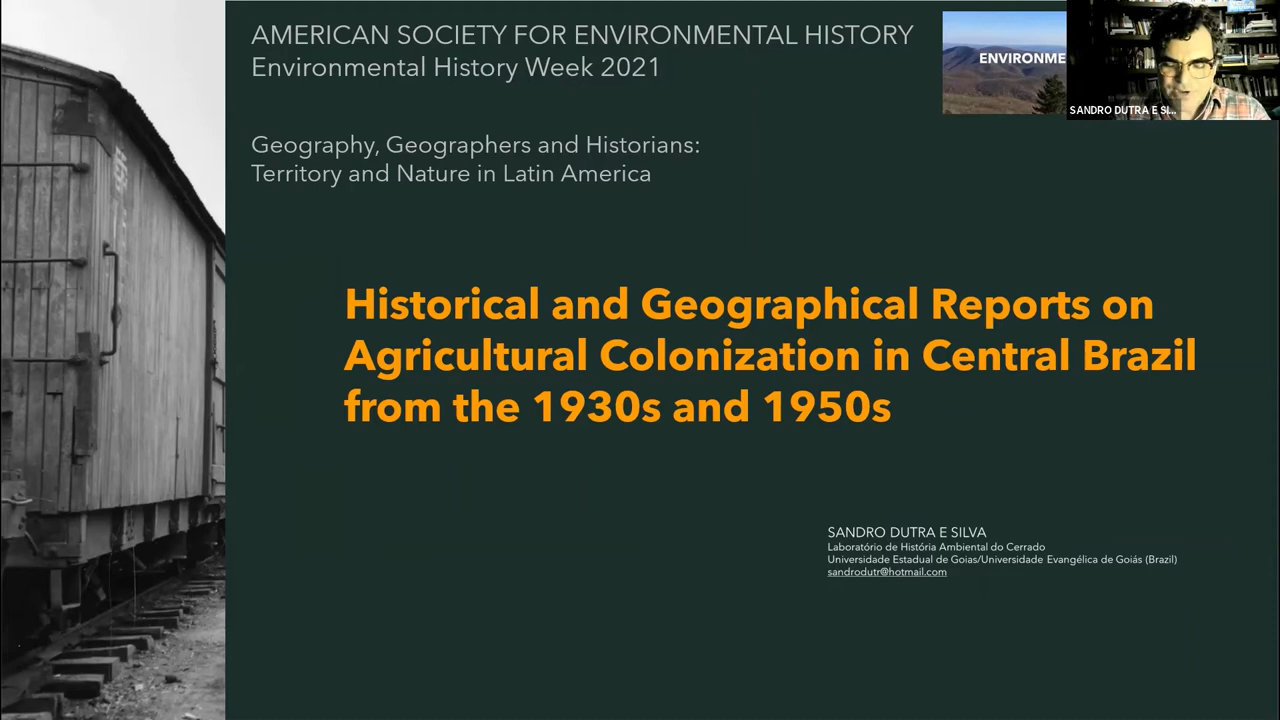 AMERICAN SOCIETY FOR ENVIRONMENTAL HISTORY
Environmental History Week 2021
ENVIRONME
SANDRO DUTRA E SI...
Geography, Geographers and Historians:
Territory and Nature in Latin America
Historical and Geographical Reports on
Agricultural Colonization in Central Brazil
from the 1930s and 1950s
SANDRO DUTRA E SILVA
Laboratório de História Ambiental do Cerrado
Universidade Estadual de Goias/Universidade Evangélica de Goiás (Brazil)
sandrodutr@hotmail.com